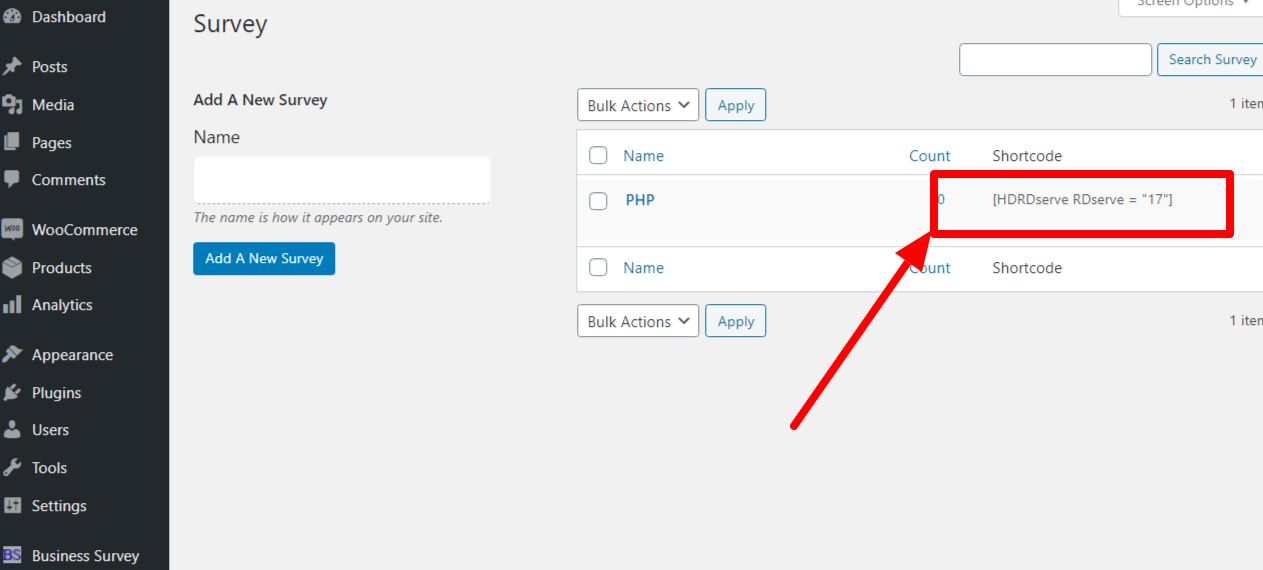 Dashboard
Posts
Media
Pages
Comments
WooCommerce
Products
Analytics
Appearance
Plugins
Users
Tools
Settings
BS Business Survey
Survey
Screen Options
Search Survey
Add A New Survey
Name
The name is how it appears on your site.
Add A New Survey
Bulk Actions Apply 1 item
Name Count Shortcode
PHP 0 [HDRDserve RDserve = "17"]
Name Count Shortcode
Bulk Actions Apply 1 item